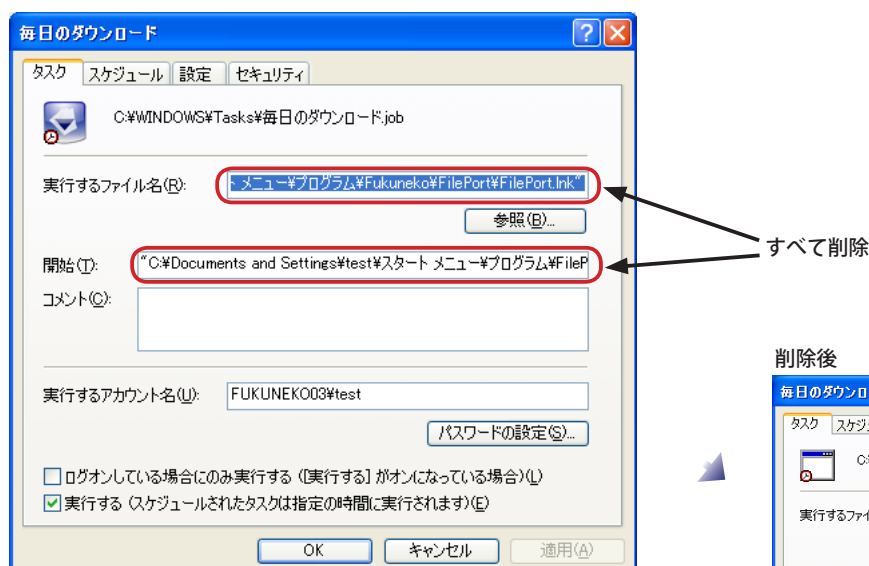 毎日のダウンロード
タスク スケジュール 設定 セキュリティ
C:¥WINDOWS¥Tasks¥毎日のダウンロード.job
実行するファイル名(R): メニュー¥プログラム¥Fukuneko¥FilePort¥FilePort.lnk"
参照(B)...
すべて削除
開始(T): "C:¥Documents and Settings¥test¥スタート メニュー¥プログラム¥FileP
コメント(C):
実行するアカウント名(U): FUKUNEKO03¥test
パスワードの設定(S)...
ログオンしている場合にのみ実行する ([実行する] がオンになっている場合)(L)
実行する (スケジュールされたタスクは指定の時間に実行されます)(E)
OK キャンセル 適用(A)
削除後
毎日のダウンロ
タスク スケジ
C:
実行するファイ